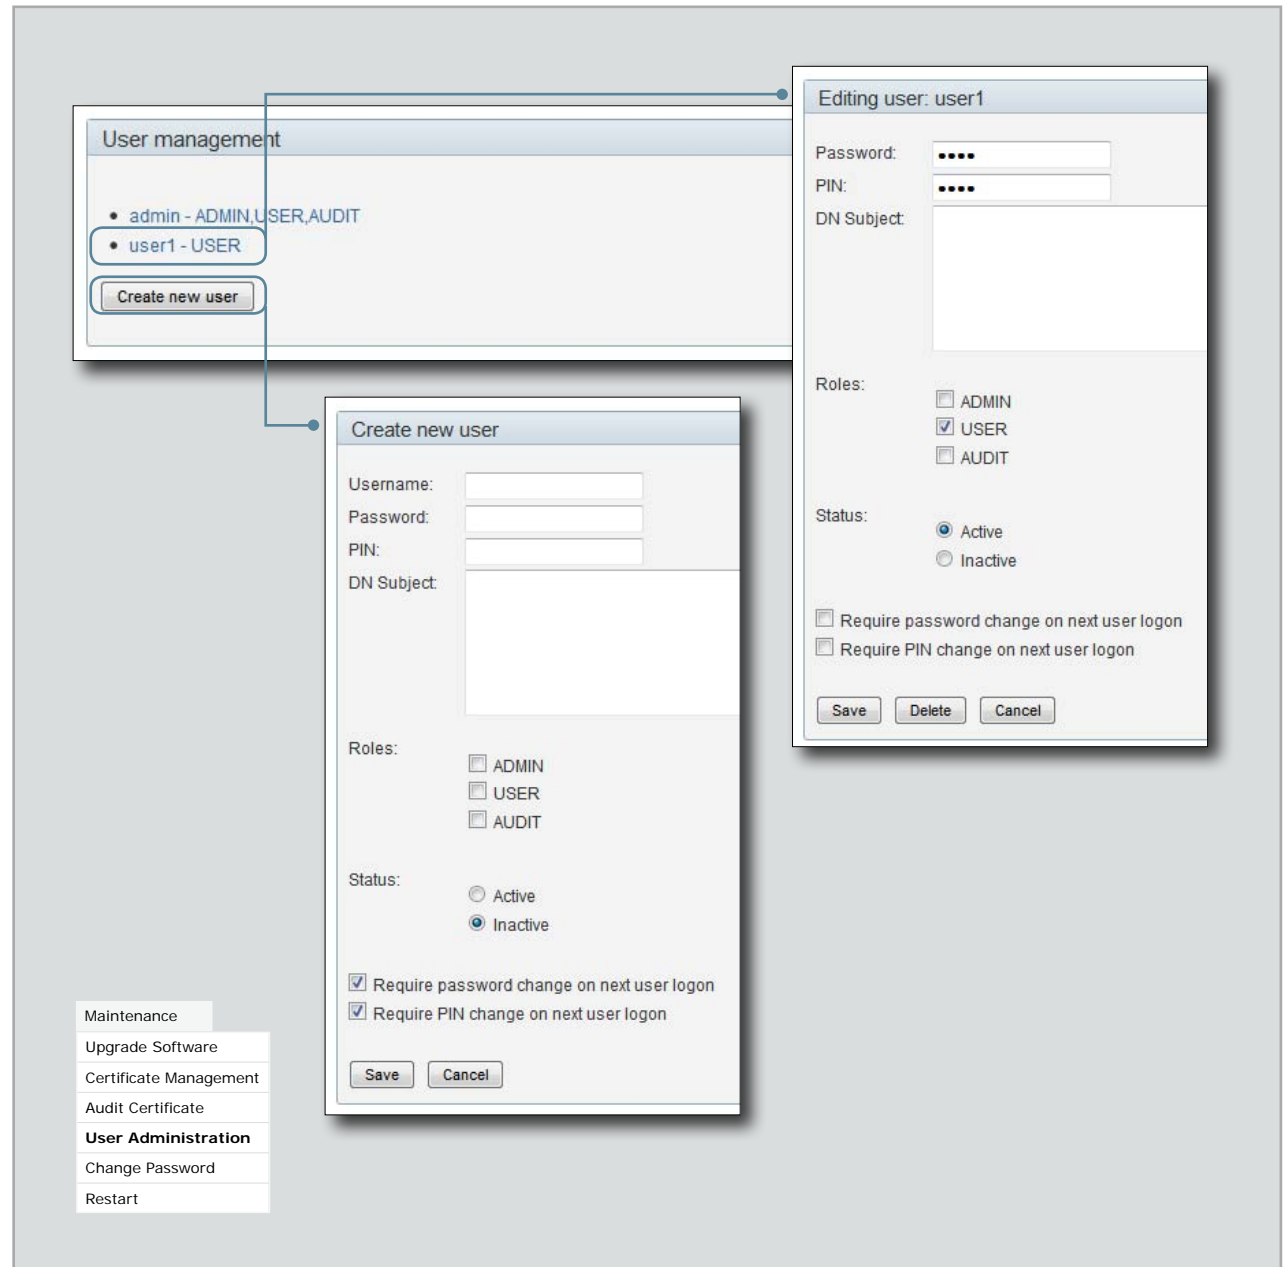 User management
admin - ADMIN,USER,AUDIT
user1 - USER
Create new user
Editing user: user1
Password:
PIN:
DN Subject:
Roles:
ADMIN
USER
AUDIT
Status:
Active
Inactive
Require password change on next user logon
Require PIN change on next user logon
Save Delete Cancel
Create new user
Username:
Password:
PIN:
DN Subject:
Roles:
ADMIN
USER
AUDIT
Status:
Active
Inactive
Require password change on next user logon
Require PIN change on next user logon
Save Cancel
Maintenance
Upgrade Software
Certificate Management
Audit Certificate
User Administration
Change Password
Restart